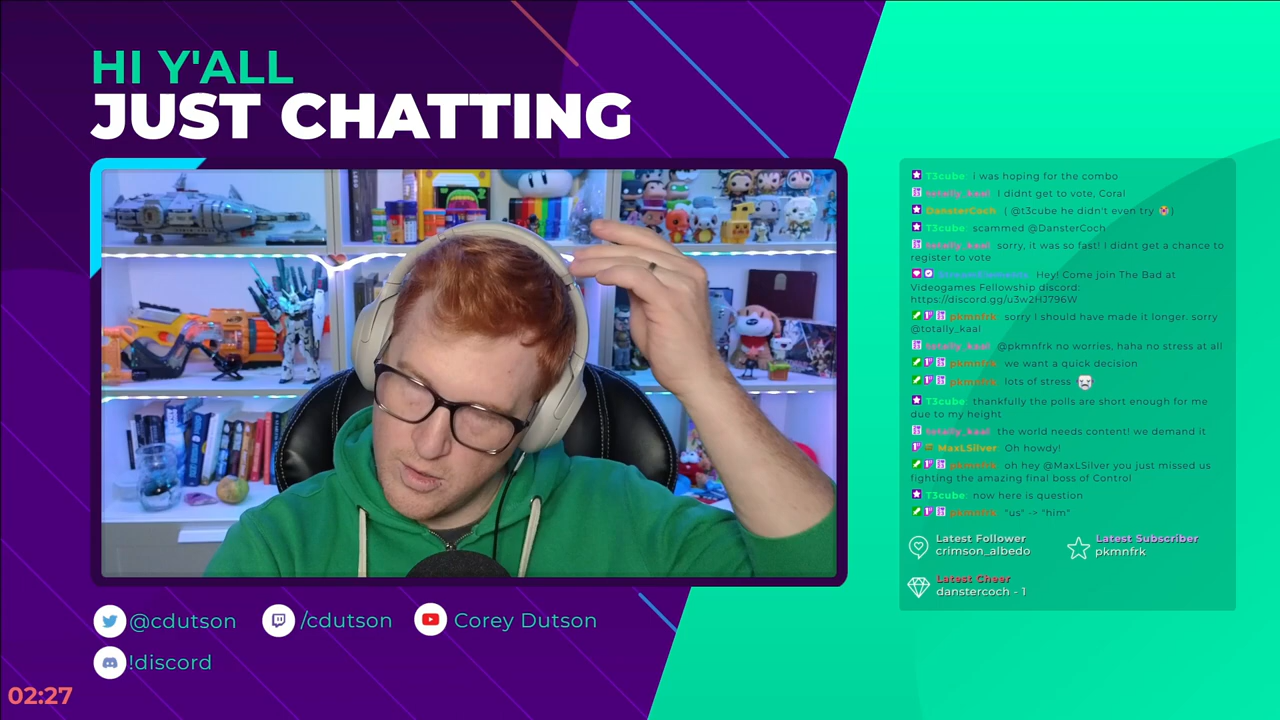 HI Y'ALL
JUST CHATTING
T3cube i was hoping for the combo
totally_kaal I didnt get to vote, Coral
DansterCoch ( @t3cube he didn't even try )
T3cube scammed @DansterCoch
totally_kaal sorry, it was so fast! I didnt get a chance to
register to vote
StreamElements Hey! Come join The Bad at
Videogames Fellowship discord:
https://discord.gg/u3w2HJ796W
pkmnfrk sorry I should have made it longer. sorry
@totally_kaal
totally_kaal @pkmnfrk no worries, haha no stress at all
pkmnfrk we want a quick decision
pkmnfrk lots of stress
T3cube thankfully the polls are short enough for me
due to my height
totally_kaal the world needs content! we demand it
MaxLSilver Oh howdy!
pkmnfrk oh hey @MaxLSilver you just missed us
fighting the amazing final boss of Control
T3cube now here is question
pkmnfrk "us" -> "him"
Latest Follower
crimson_albedo
Latest Subscriber
pkmnfrk
Latest Cheer
danstercoch - 1
@cdutson
/cdutson
Corey Dutson
!discord
02:27